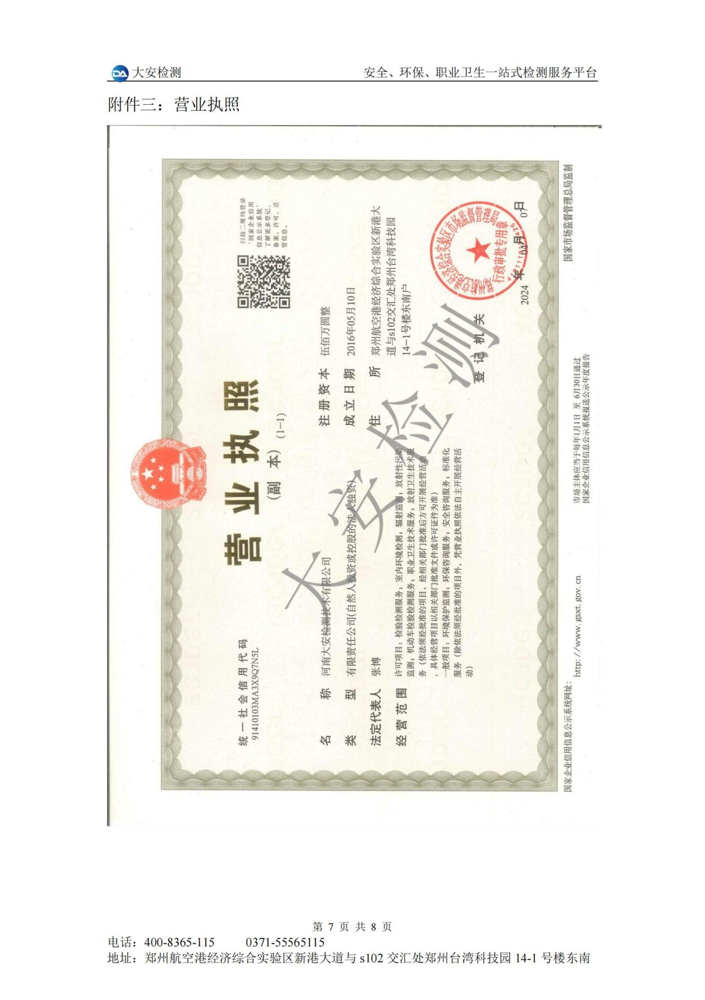 DA 大安检测
安全、环保、职业卫生一站式检测服务平台
附件三：营业执照
统一社会信用代码
91410103MA3X9Q7N5L
营业执照
(副 本) (1-1)
扫描二维码登录
‘国家企业信用
信息公示系统’
了解更多登记、
备案、许可、监
管信息。
名 称 河南大安检测技术有限公司
类 型 有限责任公司(自然人投资或控股的法人独资)
法定代表人 张博
经营范围 许可项目：检验检测服务；室内环境检测；辐射监测；放射性污染
监测；机动车检验检测服务；职业卫生技术服务；放射卫生技术服
务（依法须经批准的项目，经相关部门批准后方可开展经营活动
，具体经营项目以相关部门批准文件或许可证件为准）
一般项目：环境保护监测；环保咨询服务；安全咨询服务；标准化
服务（除依法须经批准的项目外，凭营业执照依法自主开展经营活
动）
注册资本 伍佰万圆整
成立日期 2016年05月10日
住 所 郑州航空港经济综合实验区新港大
道与s102交汇处郑州台湾科技园
14-1号楼东南户
登记机关
郑州航空港经济综合实验区市场监督管理局
行政审批专用章
2024 年 04月 07日
大安检测
国家企业信用信息公示系统网址：
http://www.gsxt.gov.cn
市场主体应当于每年1月1日 至 6月30日通过
国家企业信用信息公示系统报送公示年度报告
国家市场监督管理总局监制
第 7 页 共 8 页
电话：400-8365-115 0371-55565115
地址：郑州航空港经济综合实验区新港大道与 s102 交汇处郑州台湾科技园 14-1 号楼东南